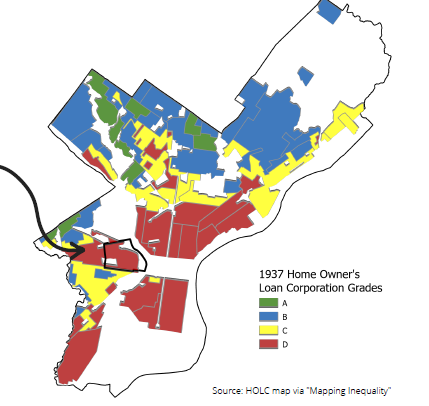 1937 Home Owner's
Loan Corporation Grades
A
B
C
D
Source: HOLC map via "Mapping Inequality"